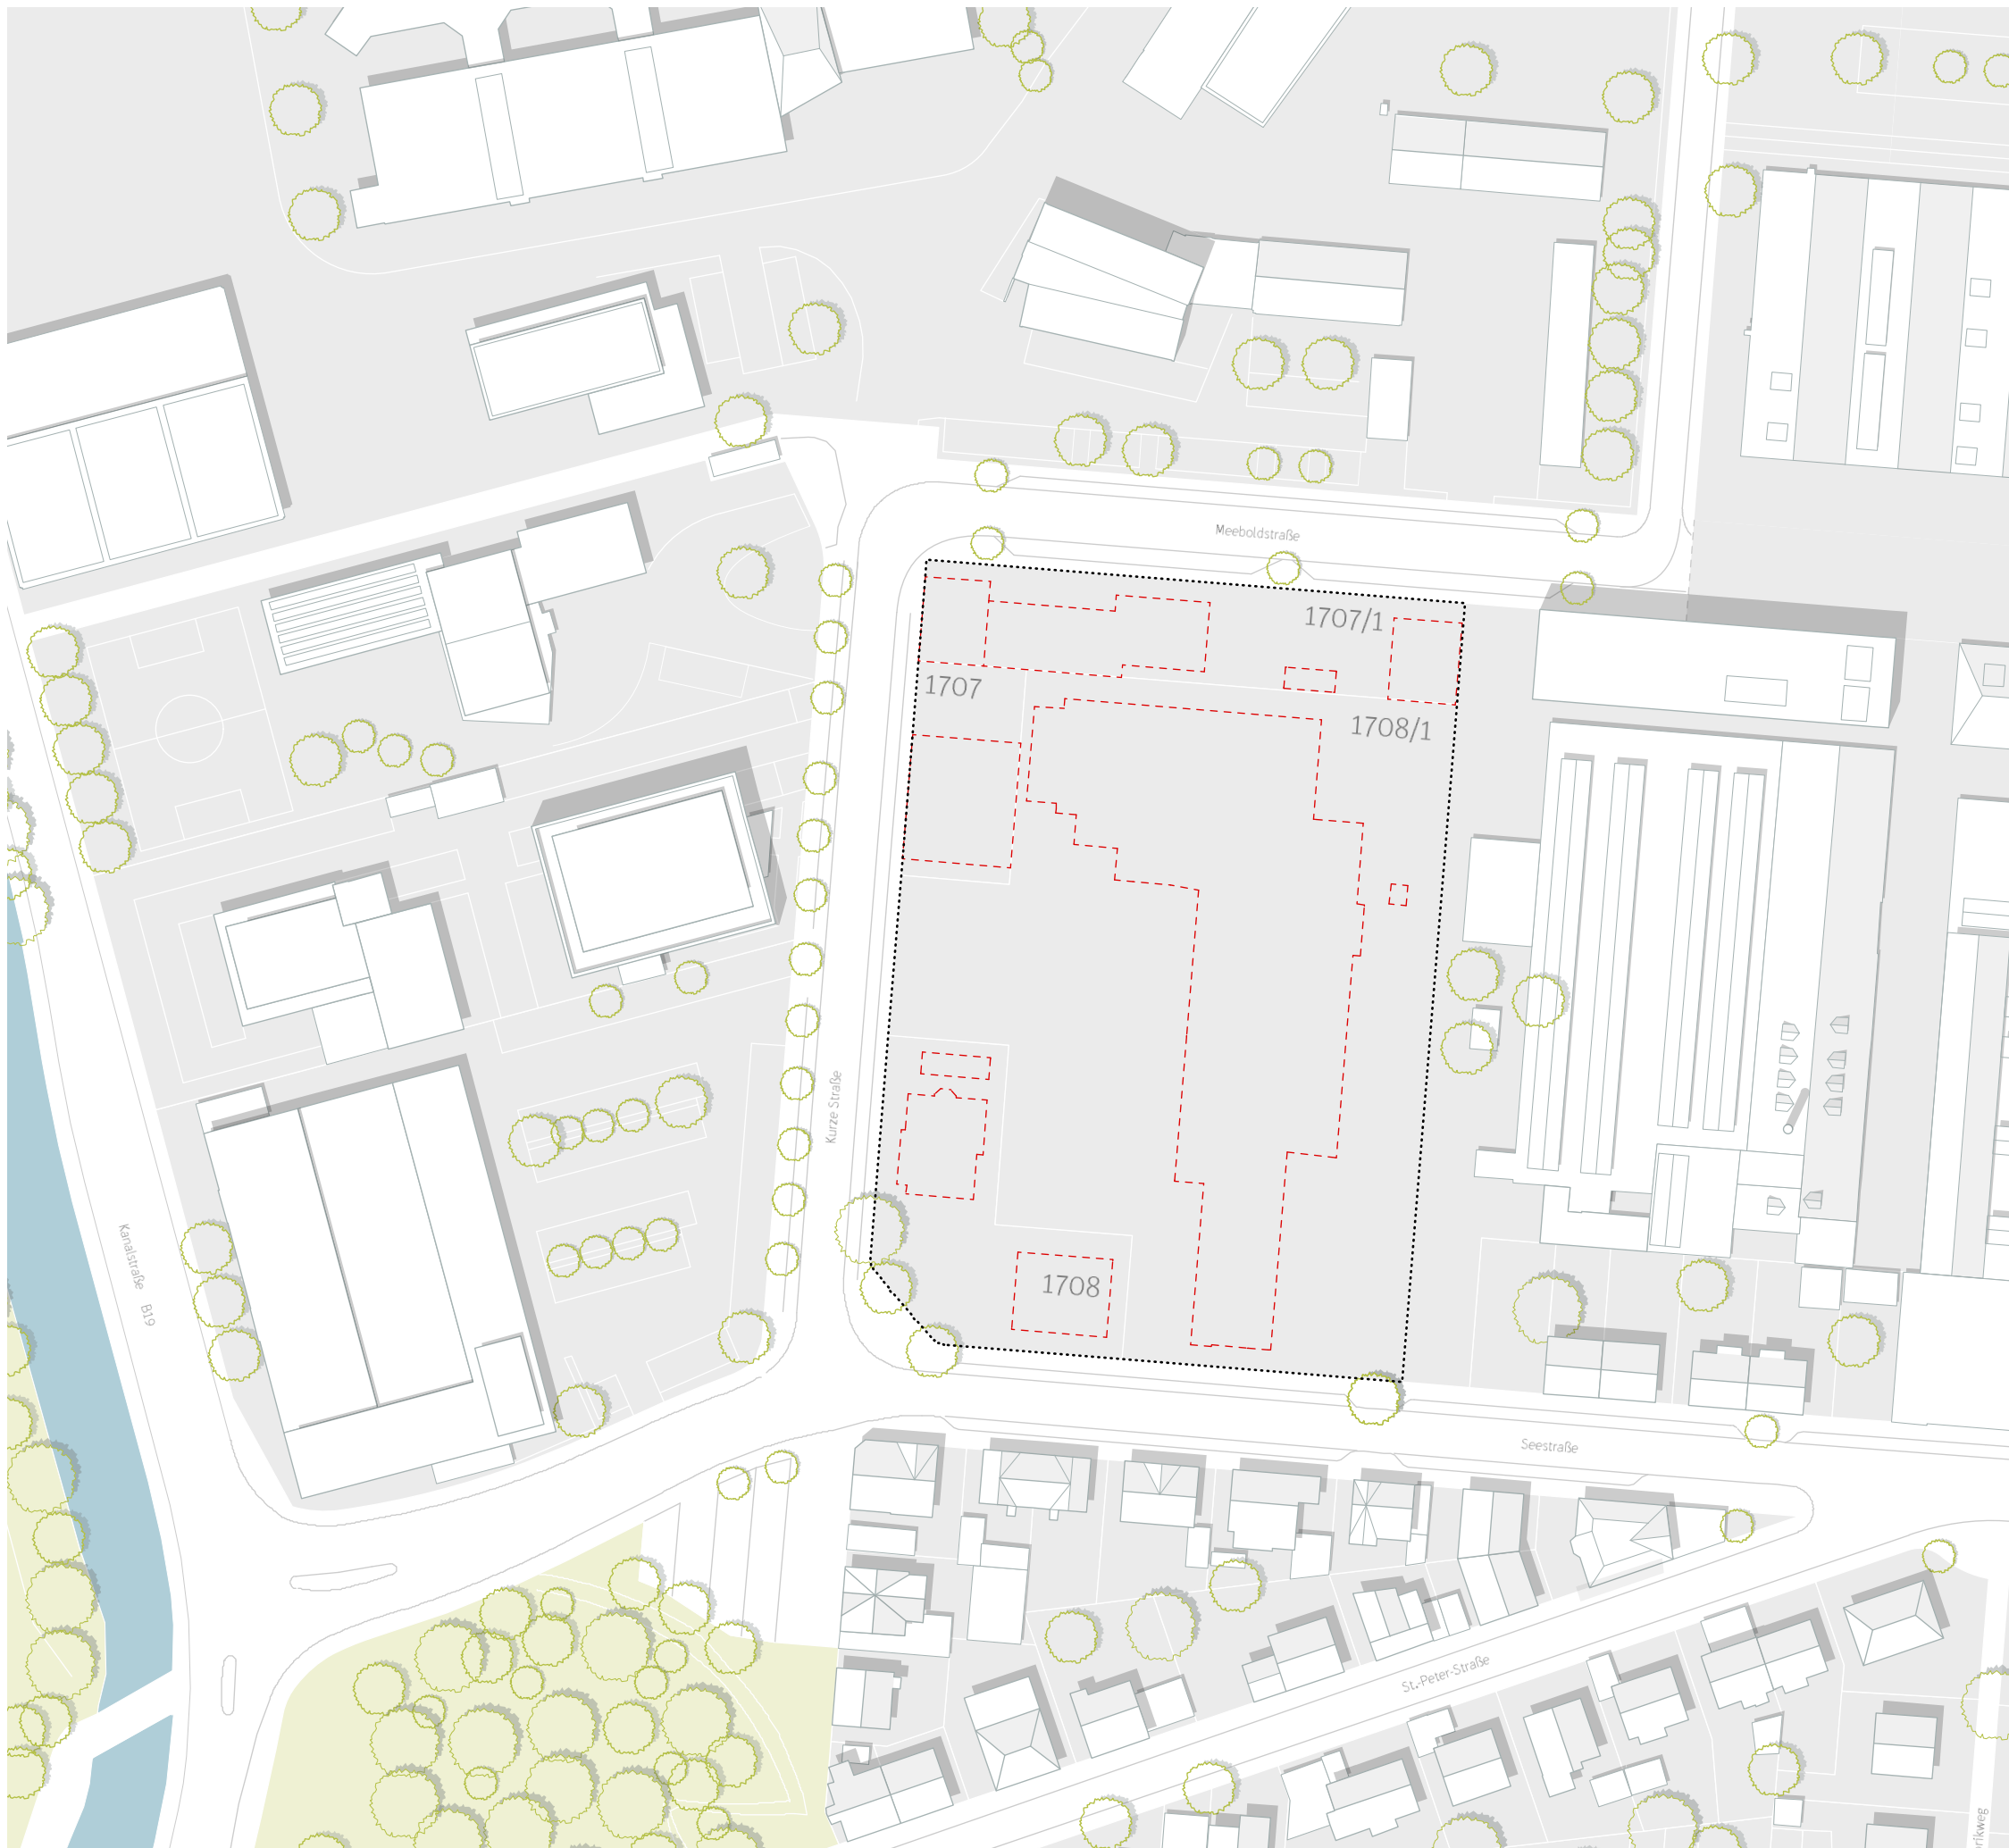 Meeboldstraße
1707/1
1707
1708/1
Kurze Straße
Kanalstraße B19
1708
Seestraße
St.-Peter-Straße